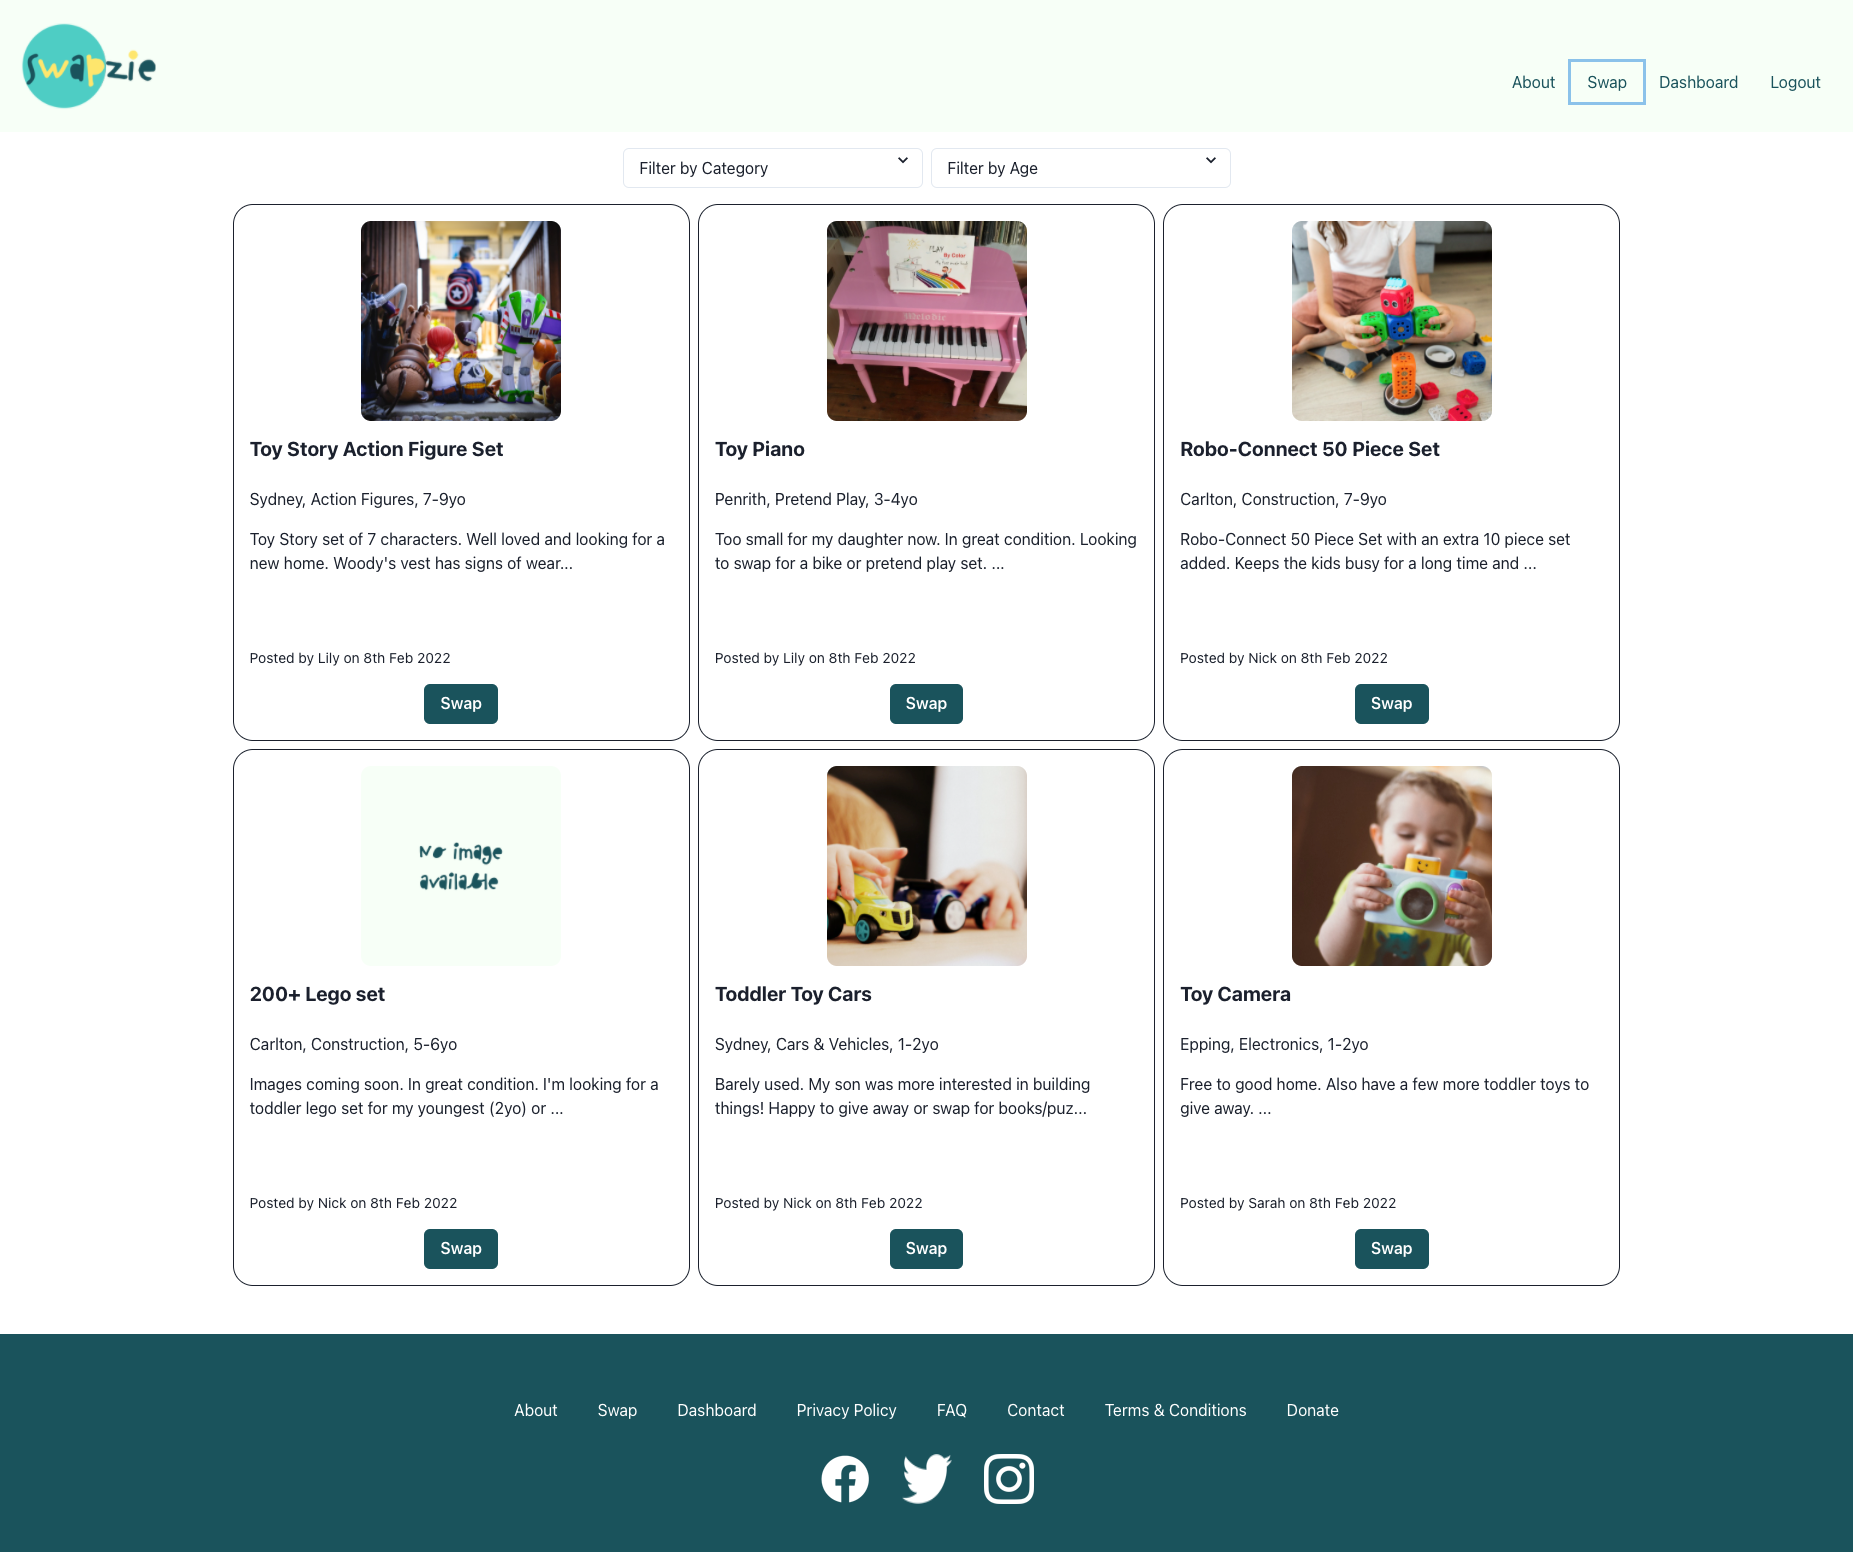 swapzie
About Swap Dashboard Logout
Filter by Category Filter by Age
By Color
Melodic
Toy Story Action Figure Set
Sydney, Action Figures, 7-9yo
Toy Story set of 7 characters. Well loved and looking for a
new home. Woody's vest has signs of wear...
Posted by Lily on 8th Feb 2022
Swap
Toy Piano
Penrith, Pretend Play, 3-4yo
Too small for my daughter now. In great condition. Looking
to swap for a bike or pretend play set. ...
Posted by Lily on 8th Feb 2022
Swap
Robo-Connect 50 Piece Set
Carlton, Construction, 7-9yo
Robo-Connect 50 Piece Set with an extra 10 piece set
added. Keeps the kids busy for a long time and ...
Posted by Nick on 8th Feb 2022
Swap
No image
available
200+ Lego set
Carlton, Construction, 5-6yo
Images coming soon. In great condition. I'm looking for a
toddler lego set for my youngest (2yo) or ...
Posted by Nick on 8th Feb 2022
Swap
Toddler Toy Cars
Sydney, Cars & Vehicles, 1-2yo
Barely used. My son was more interested in building
things! Happy to give away or swap for books/puz...
Posted by Nick on 8th Feb 2022
Swap
Toy Camera
Epping, Electronics, 1-2yo
Free to good home. Also have a few more toddler toys to
give away. ...
Posted by Sarah on 8th Feb 2022
Swap
About Swap Dashboard Privacy Policy FAQ Contact Terms & Conditions Donate